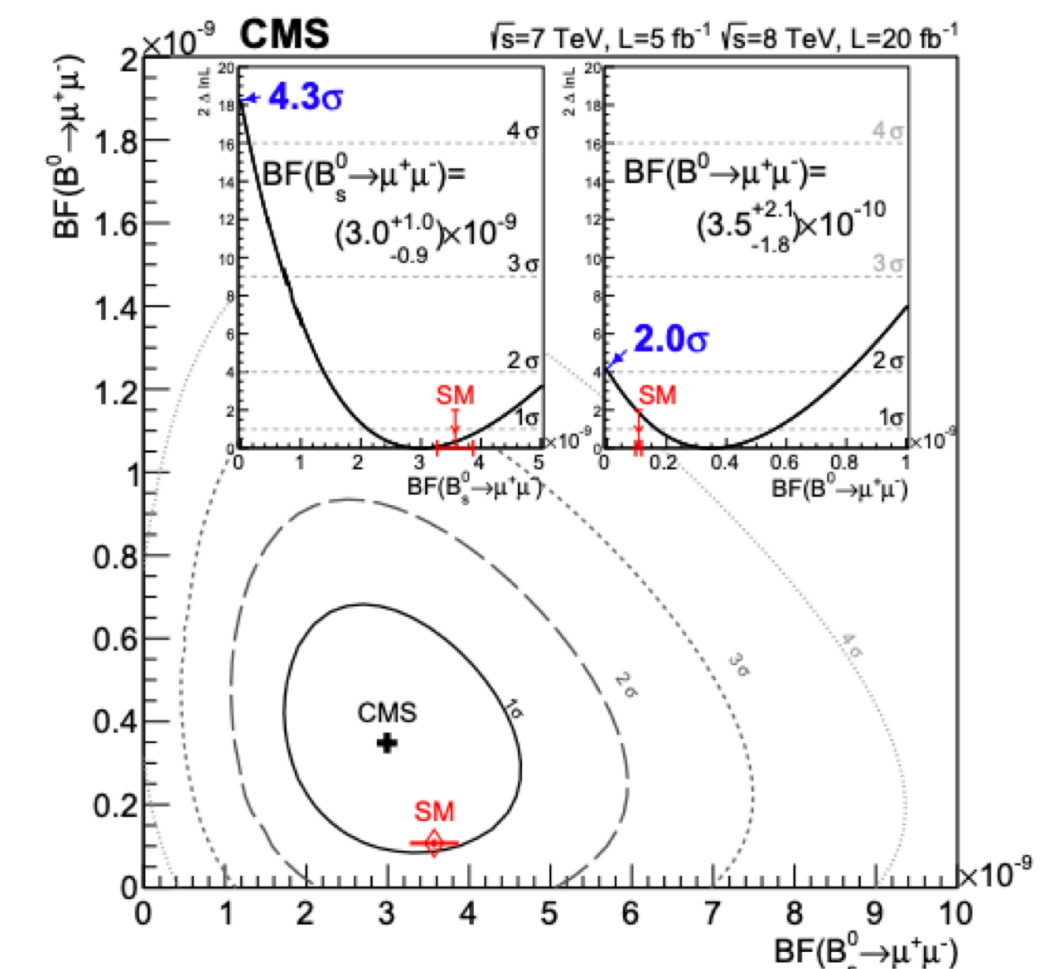 ×10⁻⁹ CMS √s=7 TeV, L=5 fb⁻¹ √s=8 TeV, L=20 fb⁻¹
BF(B⁰→μ⁺μ⁻)
2
1.8
1.6
1.4
1.2
1
0.8
0.6
0.4
0.2
0
2 Δ lnL
20
18
16
14
12
10
8
6
4
2
0
4.3σ
4σ
BF(B⁰ₛ→μ⁺μ⁻)=
(3.0+1.0-0.9)×10⁻⁹
3σ
2σ
SM
1σ
×10⁻⁹
0 1 2 3 4 5
BF(B⁰ₛ→μ⁺μ⁻)
2 Δ lnL
20
18
16
14
12
10
8
6
4
2
0
4σ
BF(B⁰→μ⁺μ⁻)=
(3.5+2.1-1.8)×10⁻¹⁰
3σ
2.0σ
2σ
SM
1σ
×10⁻⁹
0 0.2 0.4 0.6 0.8 1
BF(B⁰→μ⁺μ⁻)
4σ
3σ
2σ
1σ
CMS
SM
×10⁻⁹
0 1 2 3 4 5 6 7 8 9 10
BF(B⁰ₛ→μ⁺μ⁻)